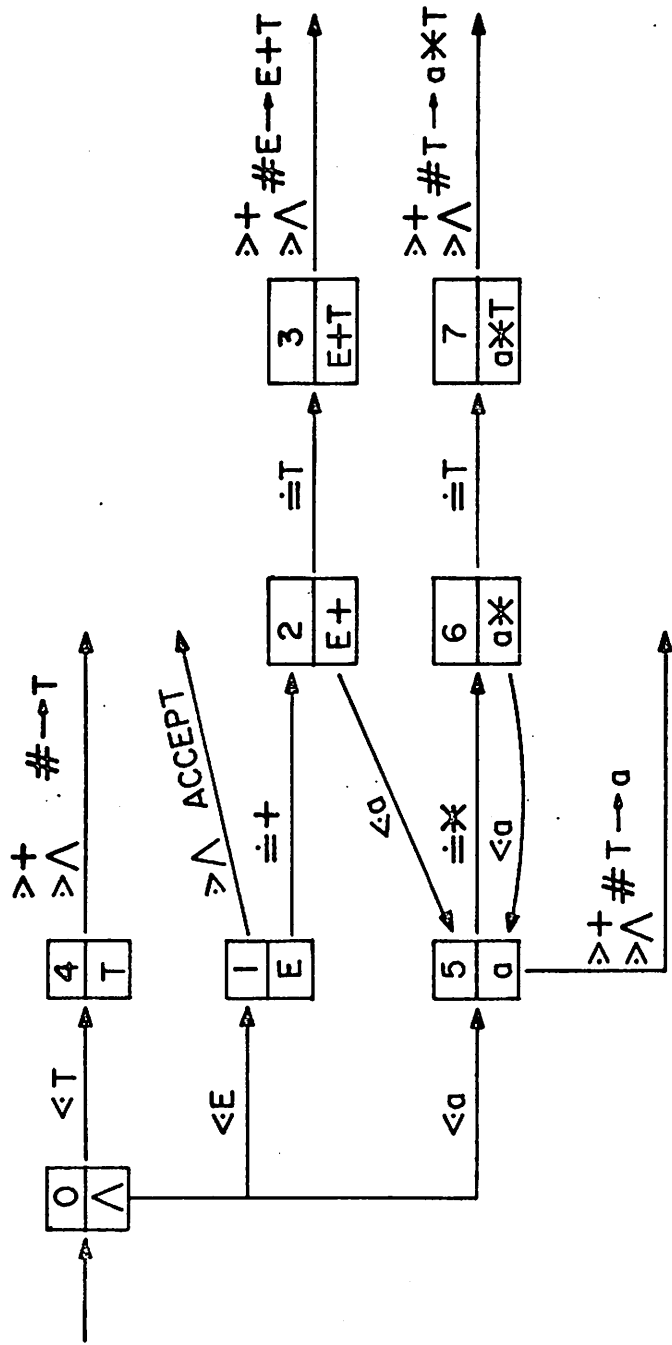 0
Λ
⋖T
4
T
⋗+
⋗Λ #→T
⋖E
1
E
⋗Λ ACCEPT
≐+
2
E+
≐T
3
E+T
⋗+
⋗Λ #E→E+T
⋖a
⋖a
5
a
≐*
⋖a
6
a*
≐T
7
a*T
⋗+
⋗Λ #T→a*T
⋗+
⋗Λ #T→a